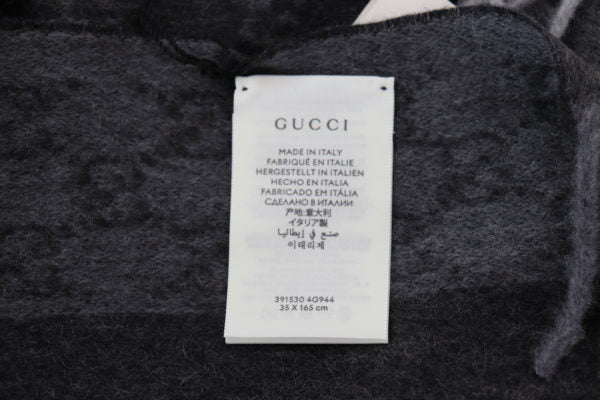 GUCCI
MADE IN ITALY
FABRIQUÉ EN ITALIE
HERGESTELLT IN ITALIEN
HECHO EN ITALIA
FABRICADO EM ITÁLIA
СДЕЛАНО В ИТАЛИИ
产地:意大利
イタリア製
صنع في إيطاليا
이태리제
391530 4G944
35 X 165 cm